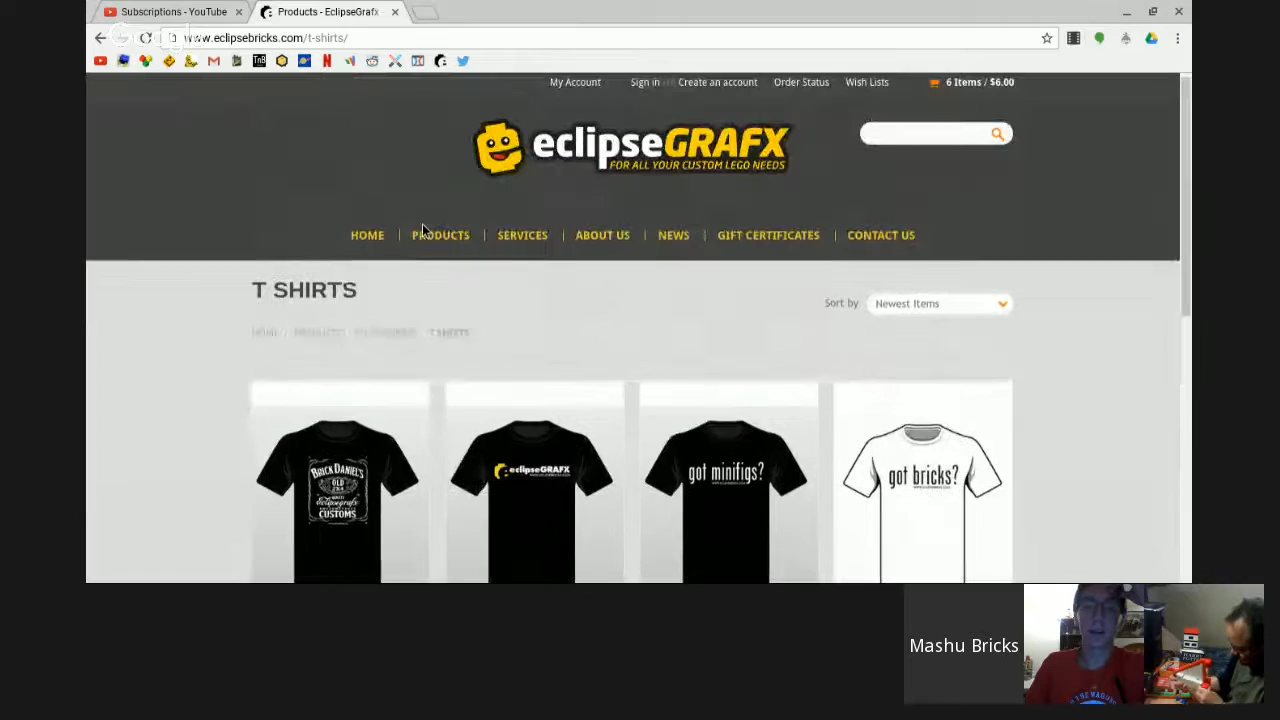 Subscriptions - YouTube
Products - EclipseGrafx
www.eclipsebricks.com/t-shirts/
My Account
Sign in or Create an account
Order Status
Wish Lists
6 Items / $6.00
eclipseGRAFX
FOR ALL YOUR CUSTOM LEGO NEEDS
HOME
PRODUCTS
SERVICES
ABOUT US
NEWS
GIFT CERTIFICATES
CONTACT US
T SHIRTS
Sort by
Newest Items
HOME
PRODUCTS
T SHIRTS
BRICK DANIEL'S
OLD
CUSTOMS
eclipseGRAFX
got minifigs?
got bricks?
Mashu Bricks